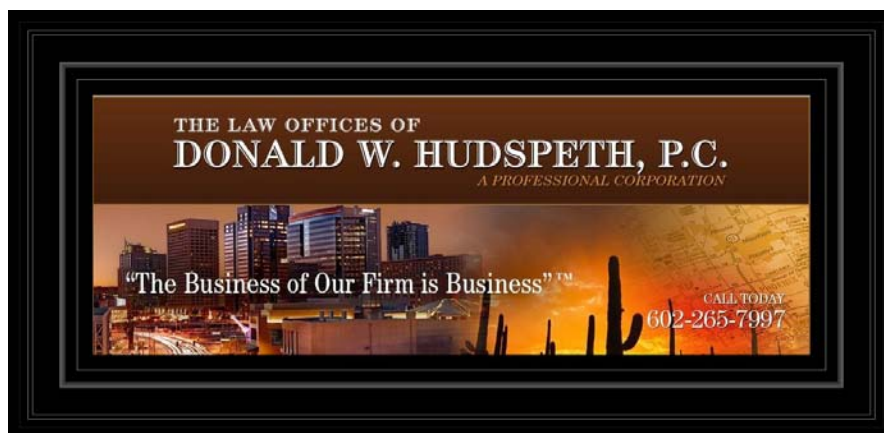 THE LAW OFFICES OF
DONALD W. HUDSPETH, P.C.
A PROFESSIONAL CORPORATION
“The Business of Our Firm is Business”™
CALL TODAY
602-265-7997